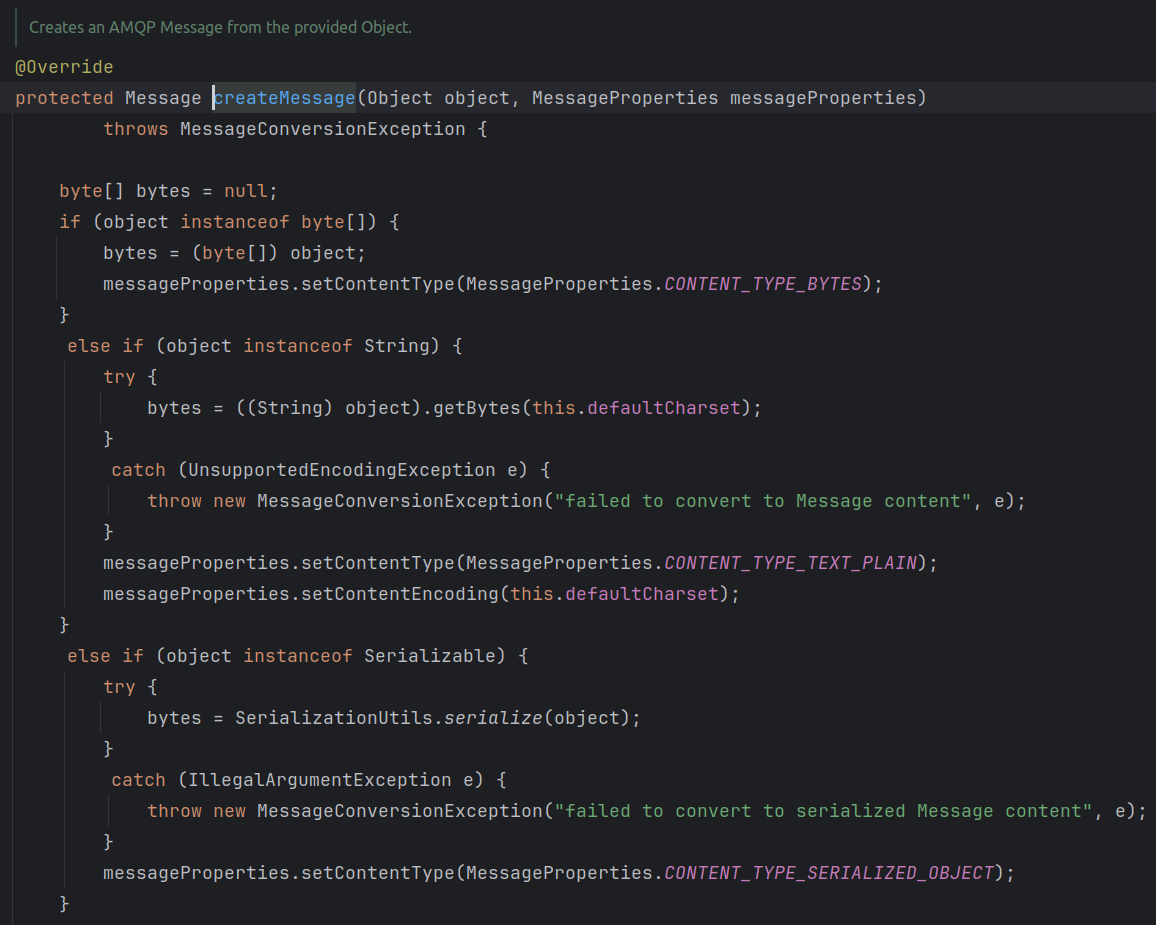 Creates an AMQP Message from the provided Object.
@Override
protected Message createMessage(Object object, MessageProperties messageProperties)
        throws MessageConversionException {

    byte[] bytes = null;
    if (object instanceof byte[]) {
        bytes = (byte[]) object;
        messageProperties.setContentType(MessageProperties.CONTENT_TYPE_BYTES);
    }
    else if (object instanceof String) {
        try {
            bytes = ((String) object).getBytes(this.defaultCharset);
        }
        catch (UnsupportedEncodingException e) {
            throw new MessageConversionException("failed to convert to Message content", e);
        }
        messageProperties.setContentType(MessageProperties.CONTENT_TYPE_TEXT_PLAIN);
        messageProperties.setContentEncoding(this.defaultCharset);
    }
    else if (object instanceof Serializable) {
        try {
            bytes = SerializationUtils.serialize(object);
        }
        catch (IllegalArgumentException e) {
            throw new MessageConversionException("failed to convert to serialized Message content", e);
        }
        messageProperties.setContentType(MessageProperties.CONTENT_TYPE_SERIALIZED_OBJECT);
    }